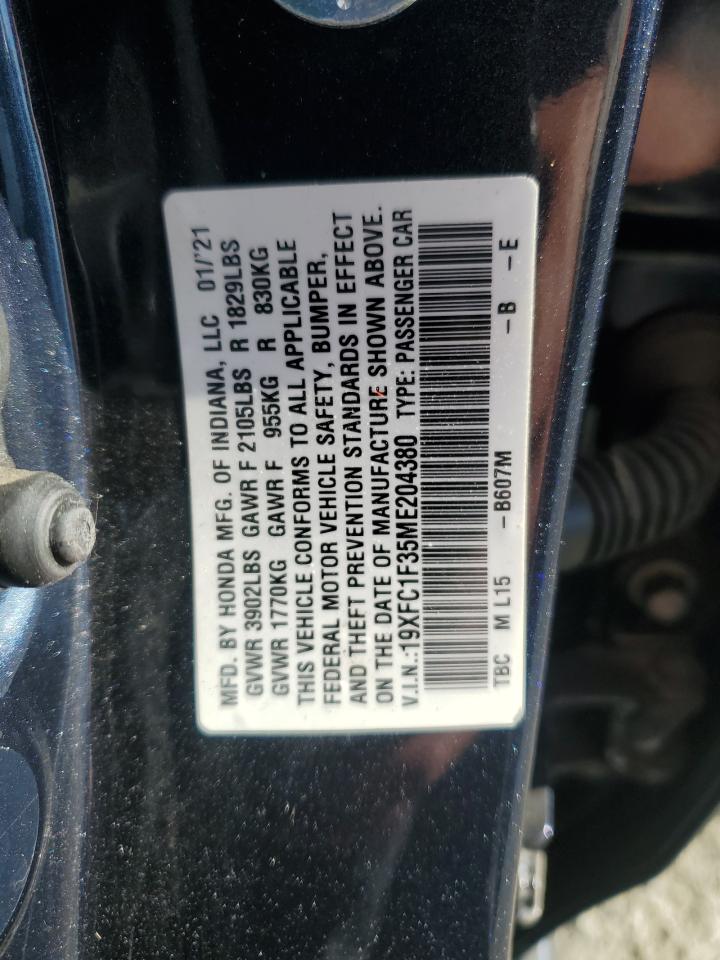 MFD. BY HONDA MFG. OF INDIANA, LLC 01/'21
GVWR 3902LBS GAWR F 2105LBS R 1829LBS
GVWR 1770KG GAWR F 955KG R 830KG
THIS VEHICLE CONFORMS TO ALL APPLICABLE
FEDERAL MOTOR VEHICLE SAFETY, BUMPER,
AND THEFT PREVENTION STANDARDS IN EFFECT
ON THE DATE OF MANUFACTURE SHOWN ABOVE.
V.I.N.:19XFC1F35ME204380 TYPE: PASSENGER CAR
TBC M L15 -B607M -B -E